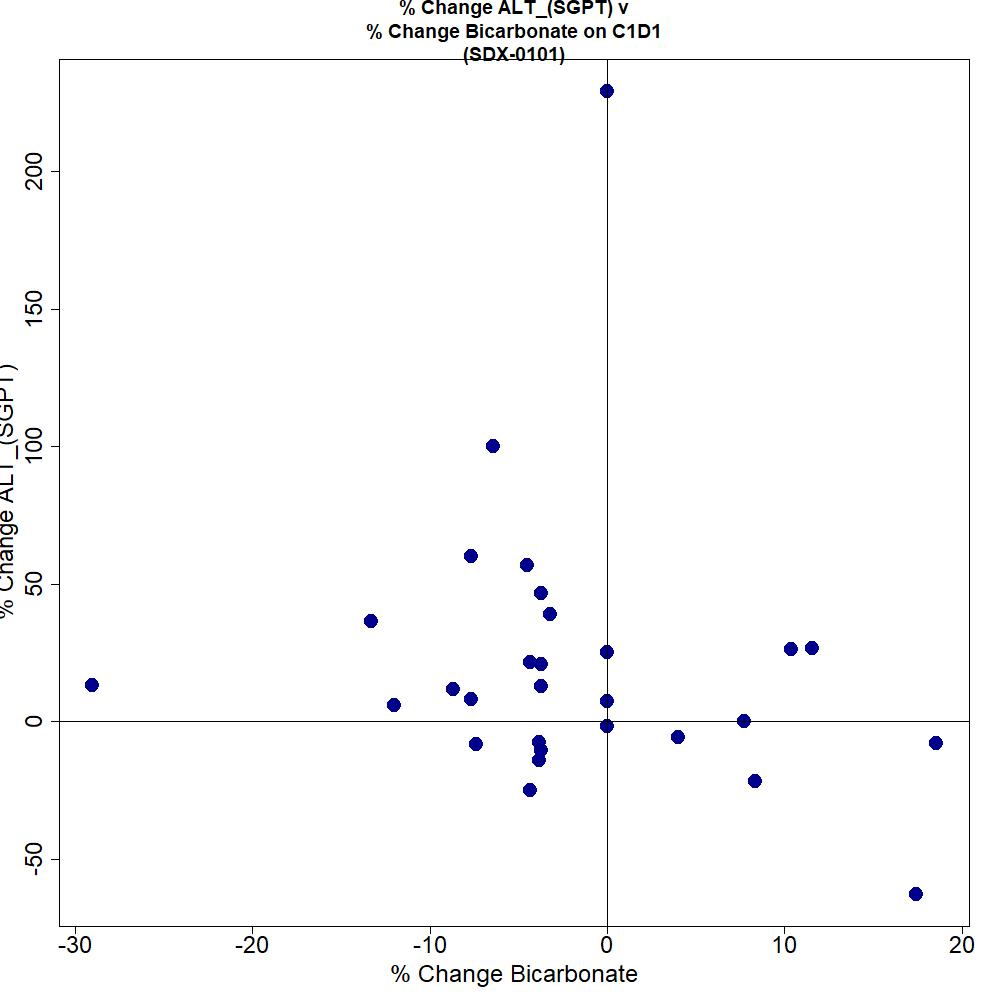 % Change ALT_(SGPT) v
% Change Bicarbonate on C1D1
(SDX-0101)
% Change ALT_(SGPT)
200
150
100
50
0
-50
-30 -20 -10 0 10 20
% Change Bicarbonate